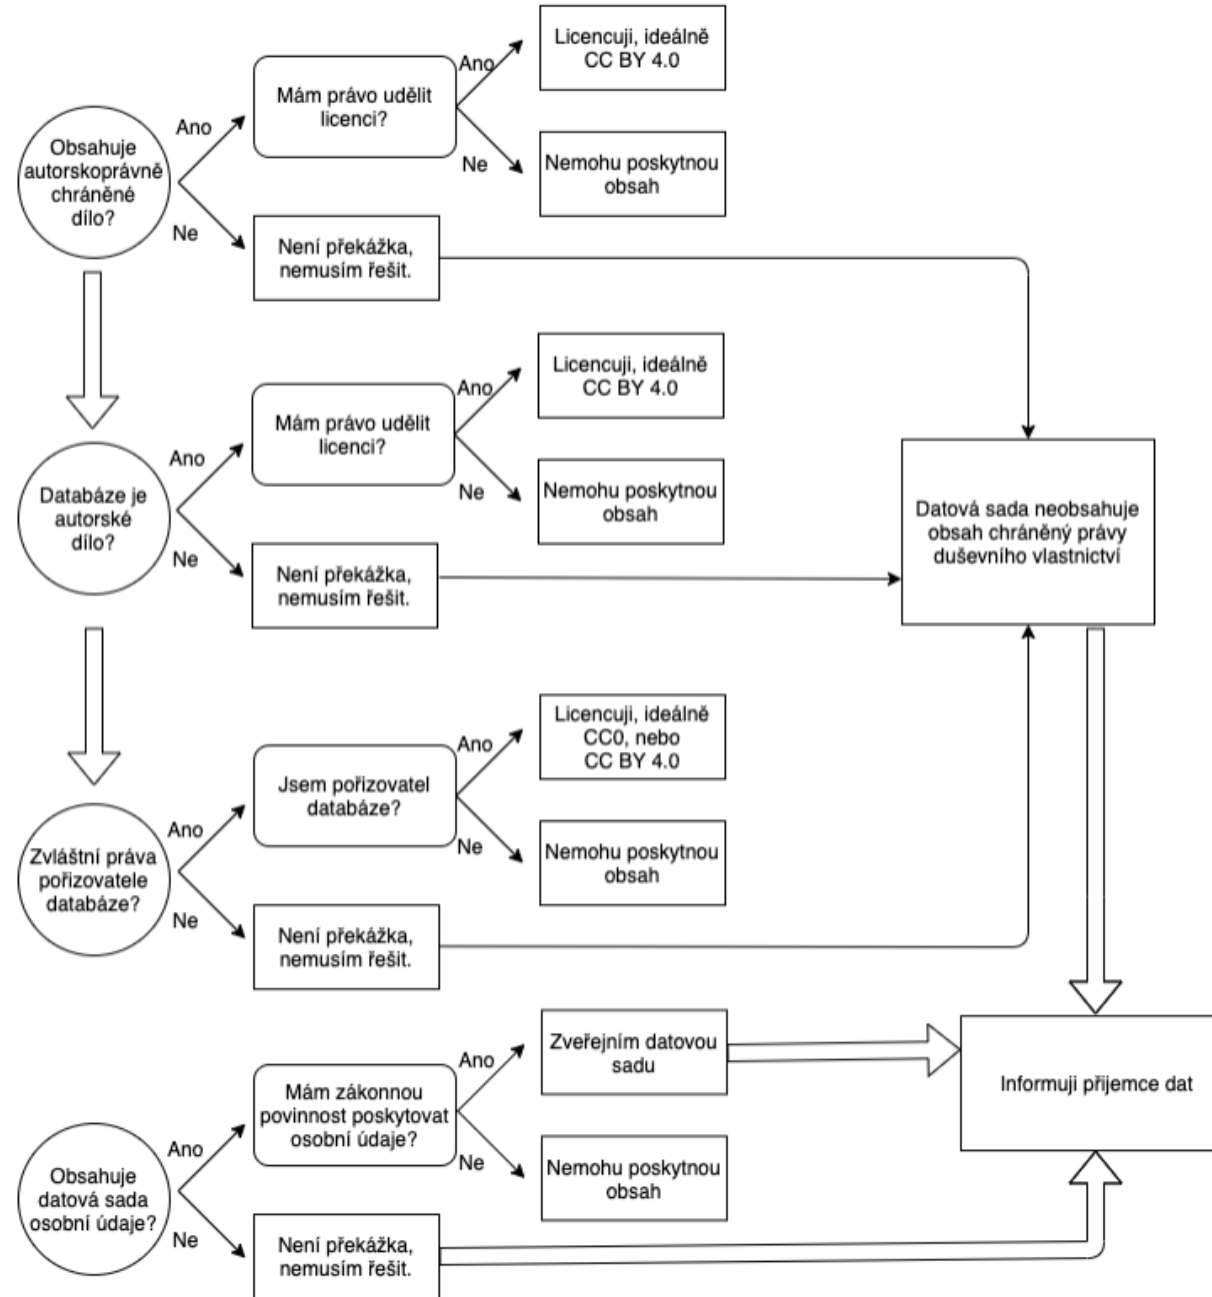 Obsahuje
autorskoprávně
chráněné
dílo?
Ano
Ne
Mám právo udělit
licenci?
Ano
Ne
Licencuji, ideálně
CC BY 4.0
Nemohu poskytnou
obsah
Není překážka,
nemusím řešit.
Databáze je
autorské
dílo?
Ano
Ne
Mám právo udělit
licenci?
Ano
Ne
Licencuji, ideálně
CC BY 4.0
Nemohu poskytnou
obsah
Není překážka,
nemusím řešit.
Datová sada neobsahuje
obsah chráněný právy
duševního vlastnictví
Zvláštní práva
pořizovatele
databáze?
Ano
Ne
Jsem pořizovatel
databáze?
Ano
Ne
Licencuji, ideálně
CC0, nebo
CC BY 4.0
Nemohu poskytnou
obsah
Není překážka,
nemusím řešit.
Obsahuje
datová sada
osobní údaje?
Ano
Ne
Mám zákonnou
povinnost poskytovat
osobní údaje?
Ano
Ne
Zveřejním datovou
sadu
Nemohu poskytnou
obsah
Není překážka,
nemusím řešit.
Informuji přijemce dat